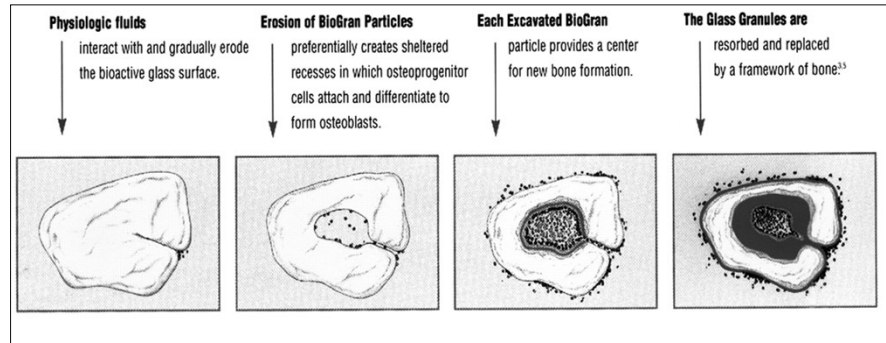 Physiologic fluids
interact with and gradually erode
the bioactive glass surface.
Erosion of BioGran Particles
preferentially creates sheltered
recesses in which osteoprogenitor
cells attach and differentiate to
form osteoblasts.
Each Excavated BioGran
particle provides a center
for new bone formation.
The Glass Granules are
resorbed and replaced
by a framework of bone.3,5